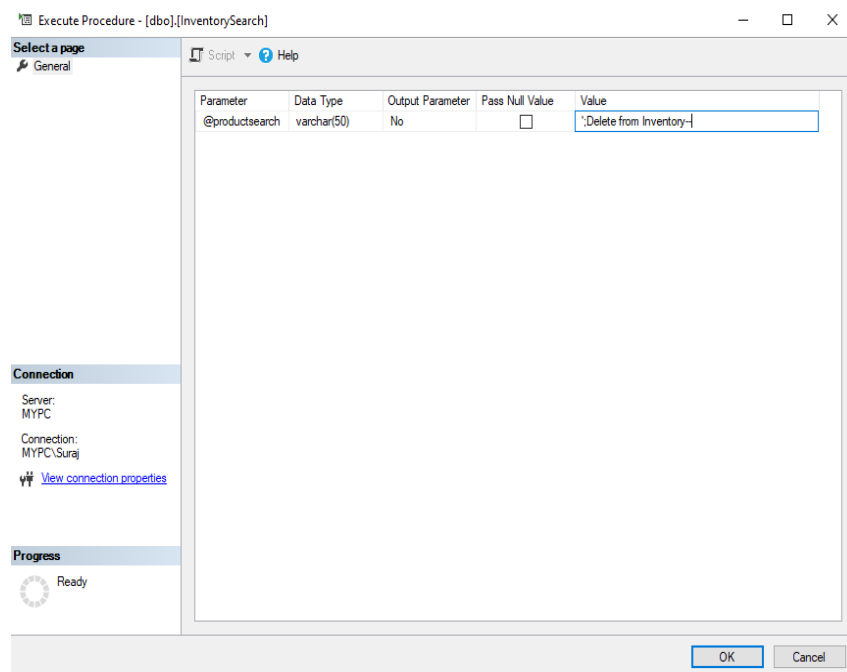 Execute Procedure - [dbo].[InventorySearch]
Select a page
General
Script Help
Parameter Data Type Output Parameter Pass Null Value Value
@productsearch varchar(50) No ';Delete from Inventory--
Connection
Server:
MYPC
Connection:
MYPC\Suraj
View connection properties
Progress
Ready
OK Cancel